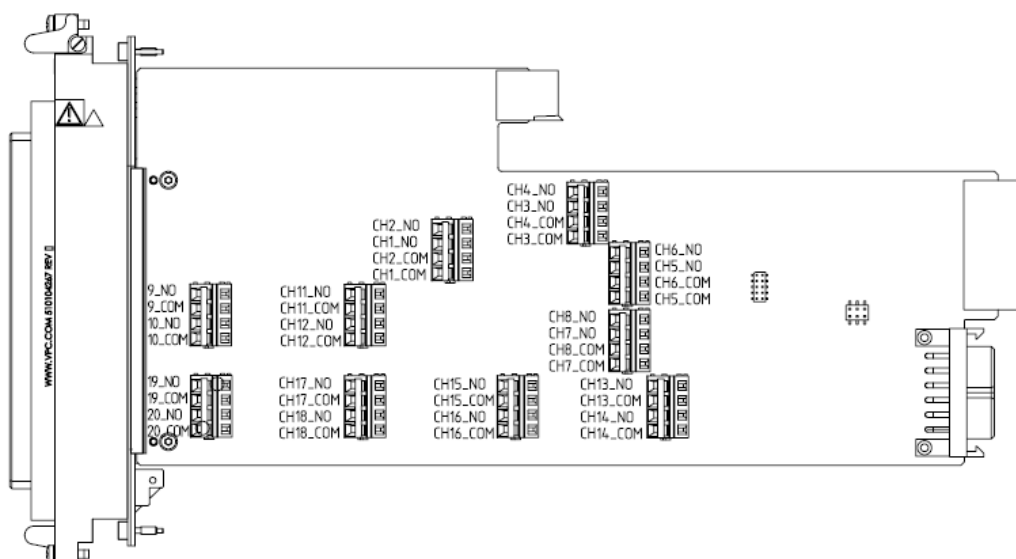 CH4_NO
CH3_NO
CH4_COM
CH3_COM
CH2_NO
CH1_NO
CH2_COM
CH1_COM
CH6_NO
CH5_NO
CH6_COM
CH5_COM
9_NO
9_COM
10_NO
10_COM
CH11_NO
CH11_COM
CH12_NO
CH12_COM
CH8_NO
CH7_NO
CH8_COM
CH7_COM
19_NO
19_COM
20_NO
20_COM
CH17_NO
CH17_COM
CH18_NO
CH18_COM
CH15_NO
CH15_COM
CH16_NO
CH16_COM
CH13_NO
CH13_COM
CH14_NO
CH14_COM
WWW.VPC.COM 510104267 REV []